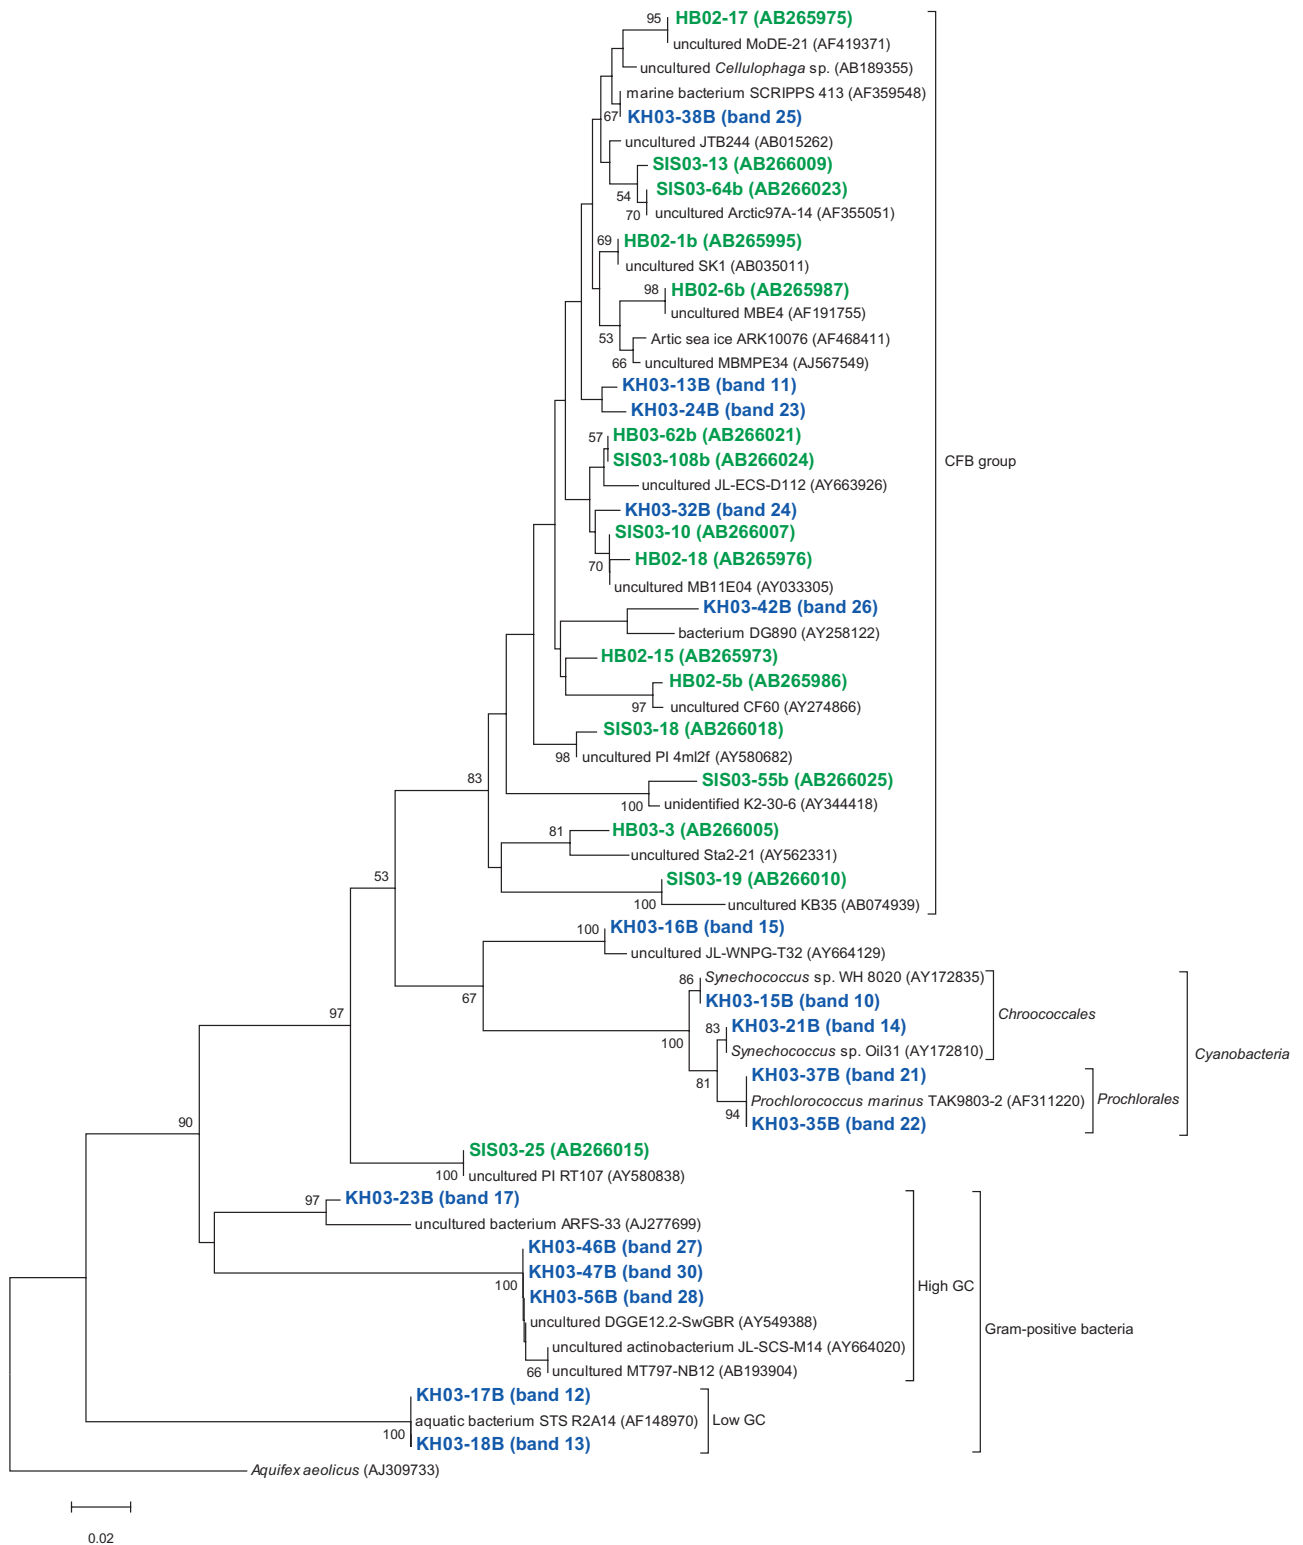 95 HB02-17 (AB265975)
uncultured MoDE-21 (AF419371)
uncultured Cellulophaga sp. (AB189355)
marine bacterium SCRIPPS 413 (AF359548)
67 KH03-38B (band 25)
uncultured JTB244 (AB015262)
SIS03-13 (AB266009)
54 SIS03-64b (AB266023)
70 uncultured Arctic97A-14 (AF355051)
69 HB02-1b (AB265995)
uncultured SK1 (AB035011)
98 HB02-6b (AB265987)
uncultured MBE4 (AF191755)
53 Artic sea ice ARK10076 (AF468411)
66 uncultured MBMPE34 (AJ567549)
KH03-13B (band 11)
KH03-24B (band 23)
57 HB03-62b (AB266021)
SIS03-108b (AB266024)
CFB group
uncultured JL-ECS-D112 (AY663926)
KH03-32B (band 24)
SIS03-10 (AB266007)
HB02-18 (AB265976)
70
uncultured MB11E04 (AY033305)
KH03-42B (band 26)
bacterium DG890 (AY258122)
HB02-15 (AB265973)
HB02-5b (AB265986)
97 uncultured CF60 (AY274866)
SIS03-18 (AB266018)
98 uncultured PI 4ml2f (AY580682)
83 SIS03-55b (AB266025)
100 unidentified K2-30-6 (AY344418)
81 HB03-3 (AB266005)
uncultured Sta2-21 (AY562331)
53 SIS03-19 (AB266010)
100 uncultured KB35 (AB074939)
100 KH03-16B (band 15)
uncultured JL-WNPG-T32 (AY664129)
86 Synechococcus sp. WH 8020 (AY172835)
67 KH03-15B (band 10)
97 Chroococcales
83 KH03-21B (band 14)
100 Synechococcus sp. Oil31 (AY172810)
Cyanobacteria
81 KH03-37B (band 21)
Prochlorococcus marinus TAK9803-2 (AF311220) Prochlorales
90 94 KH03-35B (band 22)
SIS03-25 (AB266015)
100 uncultured PI RT107 (AY580838)
97 KH03-23B (band 17)
uncultured bacterium ARFS-33 (AJ277699)
KH03-46B (band 27)
KH03-47B (band 30)
100 High GC
KH03-56B (band 28)
uncultured DGGE12.2-SwGBR (AY549388)
Gram-positive bacteria
uncultured actinobacterium JL-SCS-M14 (AY664020)
66 uncultured MT797-NB12 (AB193904)
KH03-17B (band 12)
aquatic bacterium STS R2A14 (AF148970) Low GC
100 KH03-18B (band 13)
Aquifex aeolicus (AJ309733)
0.02